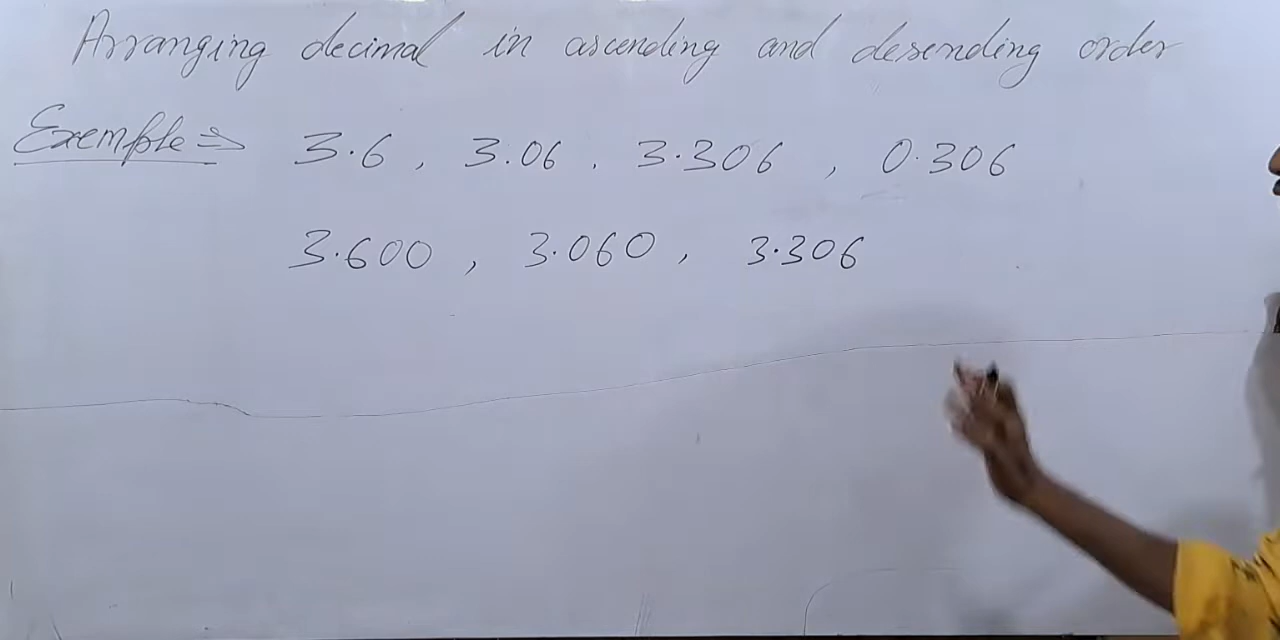 Arranging decimal in ascending and desending order
Exemple ⇒ 3.6 , 3.06 , 3.306 , 0.306
3.600 , 3.060 , 3.306